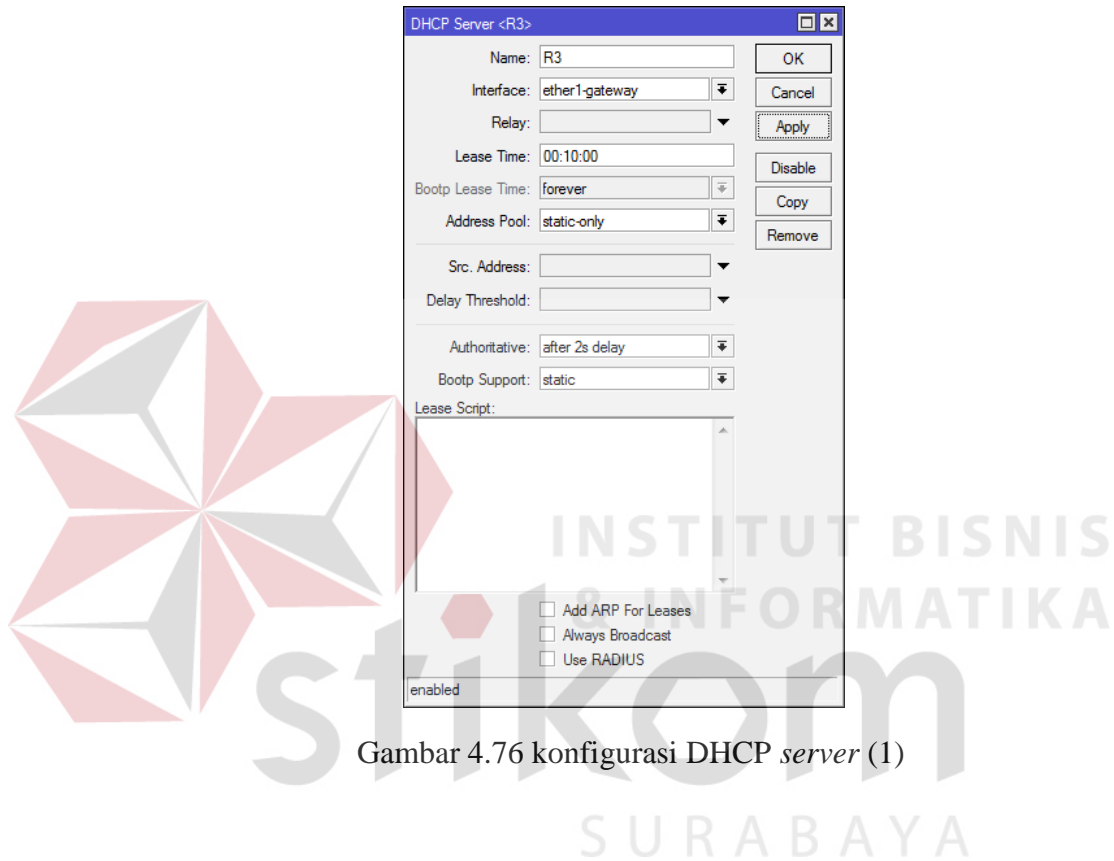 DHCP Server <R3>
Name: R3
OK
Interface: ether1-gateway
Cancel
Relay:
Apply
Lease Time: 00:10:00
Disable
Bootp Lease Time: forever
Copy
Address Pool: static-only
Remove
Src. Address:
Delay Threshold:
Authoritative: after 2s delay
Bootp Support: static
Lease Script:
Add ARP For Leases
Always Broadcast
Use RADIUS
enabled
INSTITUT BISNIS
& INFORMATIKA
stikom
SURABAYA
Gambar 4.76 konfigurasi DHCP server (1)